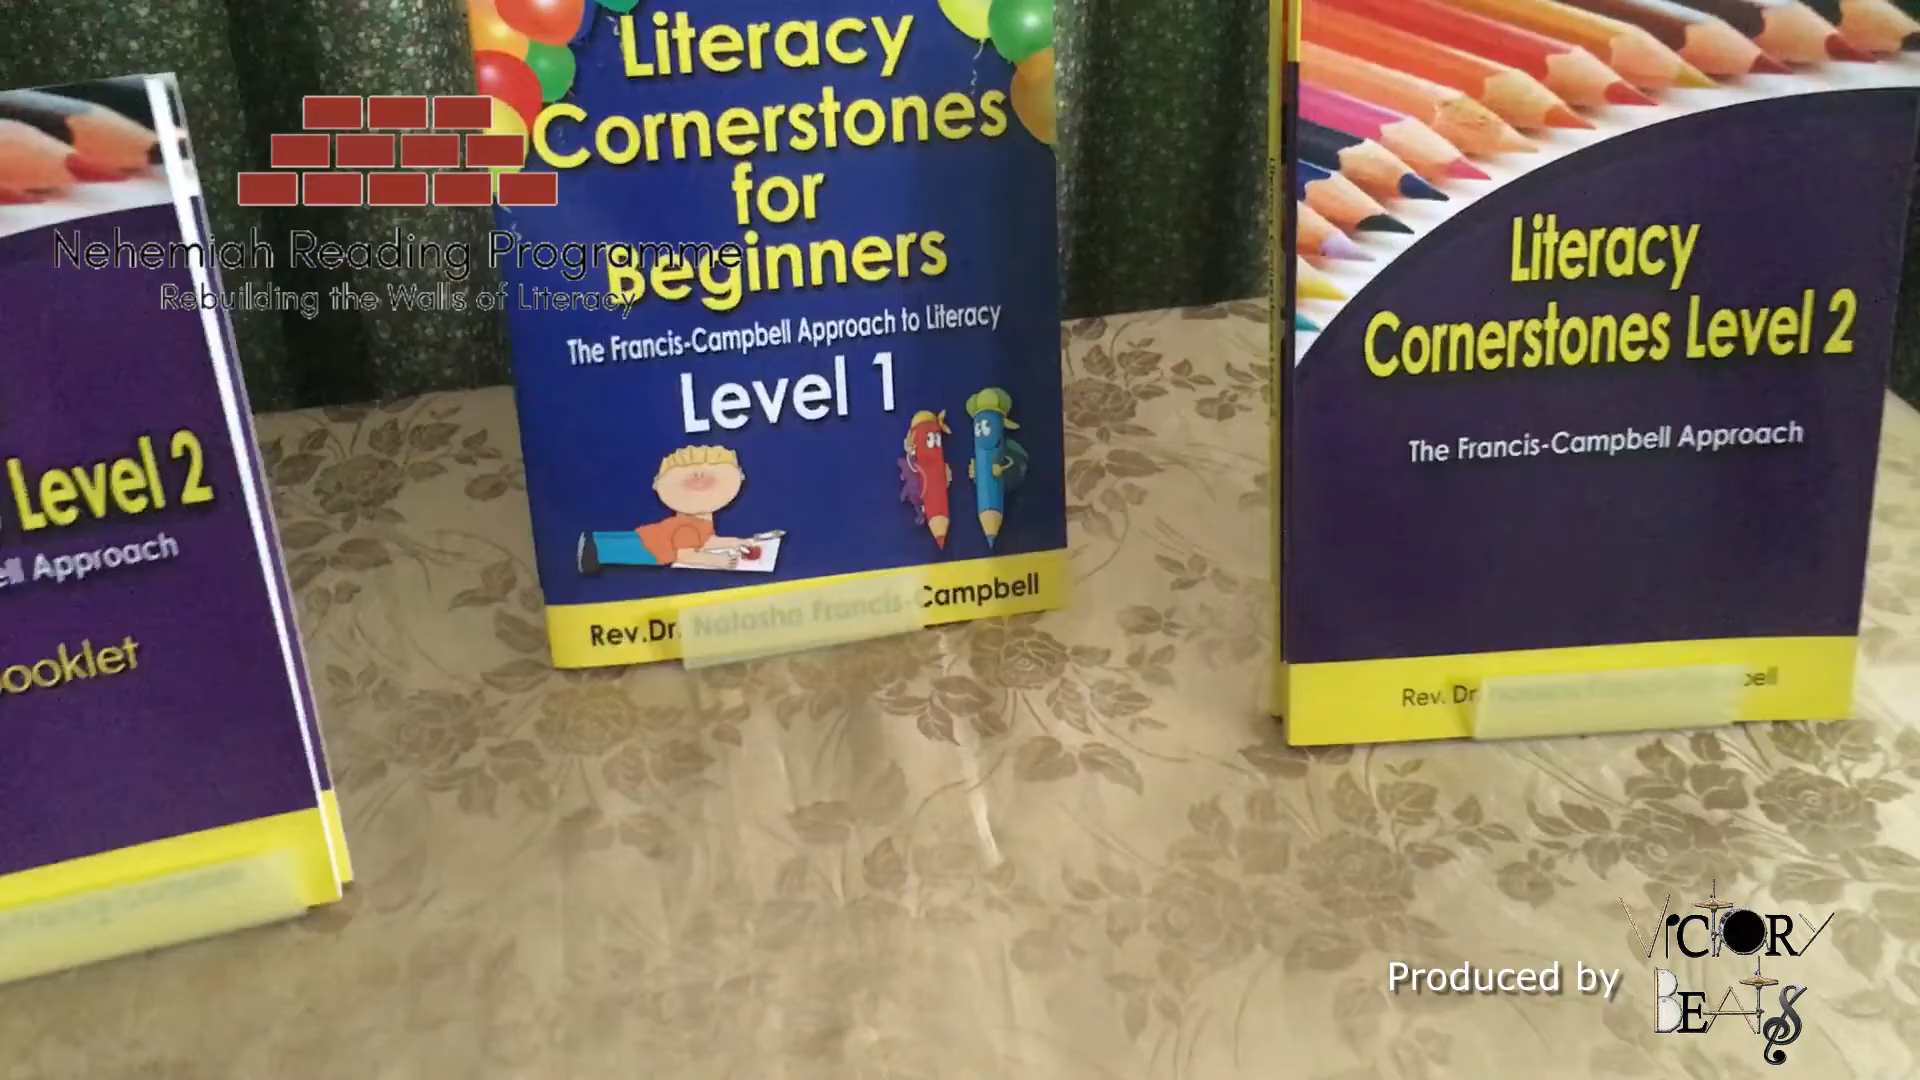 Nehemiah Reading Programme
Rebuilding the Walls of Literacy
Level 2
Approach
Literacy
Cornerstones
for
Beginners
The Francis-Campbell Approach to Literacy
Level 1
Rev.Dr. Natasha Francis-Campbell
Literacy
Cornerstones Level 2
The Francis-Campbell Approach
Rev. Dr
Produced by
VICTORY
BEATS